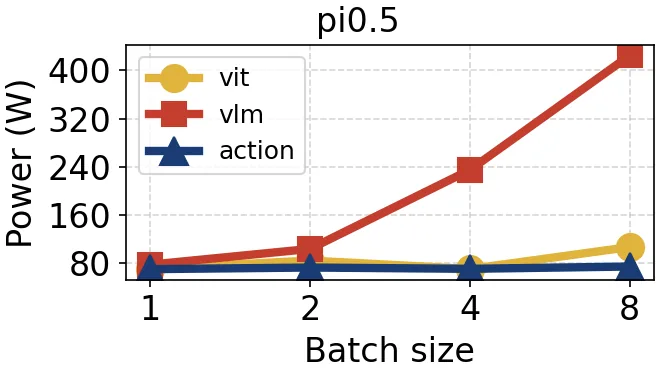 pi0.5
Power (W)
400
320
240
160
80
vit
vlm
action
1 2 4 8
Batch size